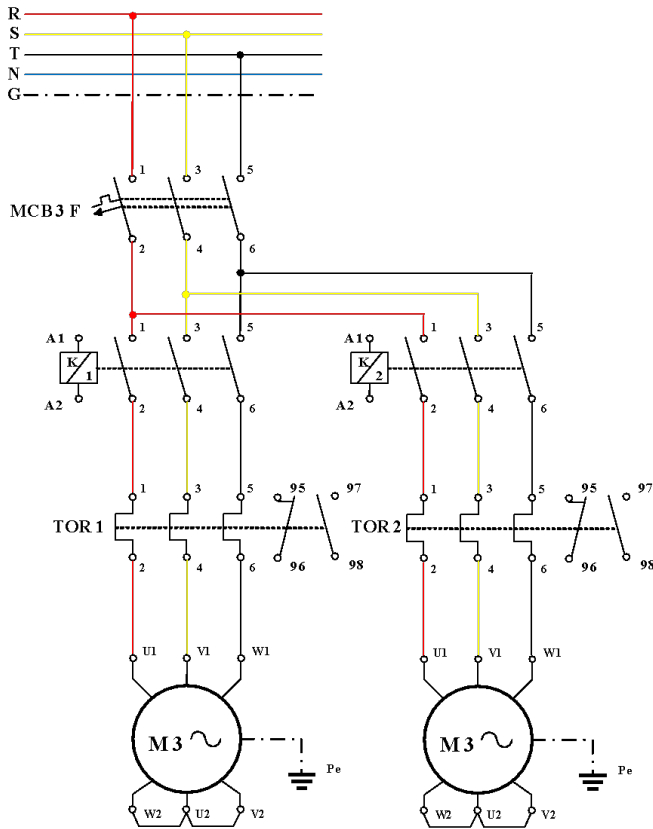 R
S
T
N
G
1 3 5
MCB3 F
2 4 6
1 3 5 1 3 5
A1 A1
K 1 K 2
A2 2 4 6 A2 2 4 6
1 3 5 95 97 1 3 5 95 97
TOR 1 TOR 2
2 4 6 96 98 2 4 6 96 98
U1 V1 W1 U1 V1 W1
M 3 M 3
Pe Pe
W2 U2 V2 W2 U2 V2